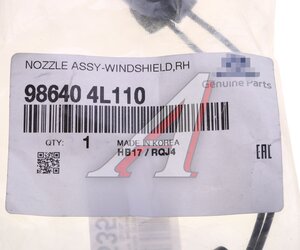 NOZZLE ASSY-WINDSHIELD,RH
98640 4L110
Genuine Parts
QTY: 1
MADE IN KOREA
HB17 / RQJ4
EAC